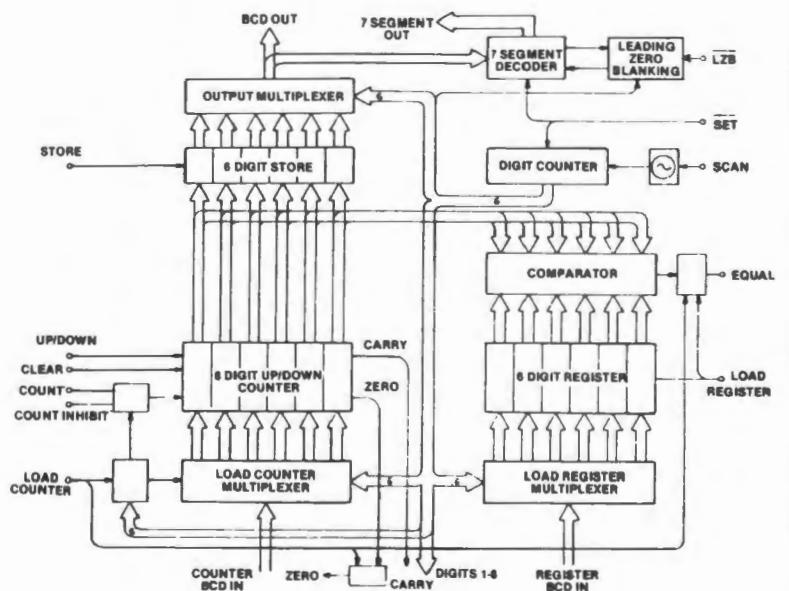 BCD OUT
7 SEGMENT
OUT
7 SEGMENT
DECODER
LEADING
ZERO
BLANKING
LZB
OUTPUT MULTIPLEXER
6
SET
STORE
6 DIGIT STORE
DIGIT COUNTER
SCAN
6
COMPARATOR
EQUAL
UP/DOWN
CLEAR
COUNT
COUNT INHIBIT
6 DIGIT UP/DOWN
COUNTER
CARRY
ZERO
6 DIGIT REGISTER
LOAD
REGISTER
LOAD
COUNTER
LOAD COUNTER
MULTIPLEXER
6
6
LOAD REGISTER
MULTIPLEXER
6
COUNTER
BCD IN
ZERO
CARRY
DIGITS 1-6
REGISTER
BCD IN